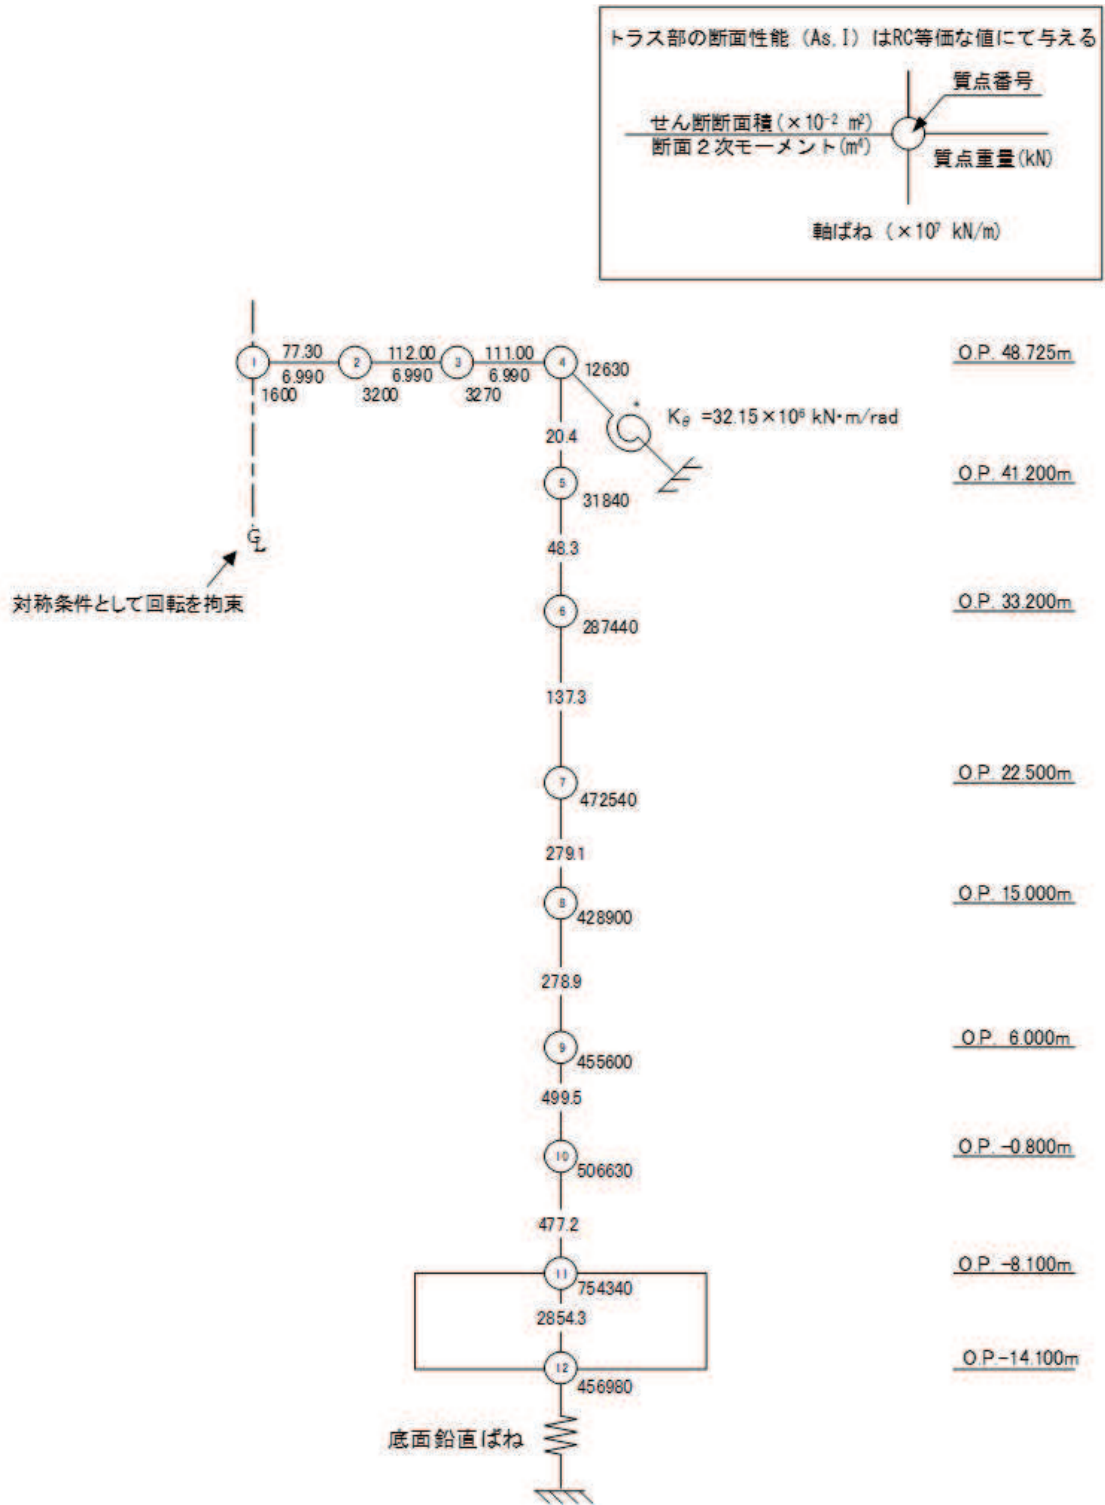 トラス部の断面性能 (As, I) はRC等価な値にて与える
質点番号
せん断断面積(×10⁻² m²)
断面2次モーメント(m⁴)
質点重量(kN)
軸ばね (×10⁷ kN/m)
1 77.30 2 112.00 3 111.00 4 12630 O.P. 48.725m
6.990 6.990 6.990
1600 3200 3270
Kθ =32.15×10⁶ kN・m/rad
*
20.4
5 31840 O.P. 41.200m
CL
48.3
対称条件として回転を拘束
6 287440 O.P. 33.200m
137.3
7 472540 O.P. 22.500m
279.1
8 428900 O.P. 15.000m
278.9
9 455600 O.P. 6.000m
499.5
10 506630 O.P. -0.800m
477.2
11 754340 O.P. -8.100m
2854.3
12 456980 O.P.-14.100m
底面鉛直ばね